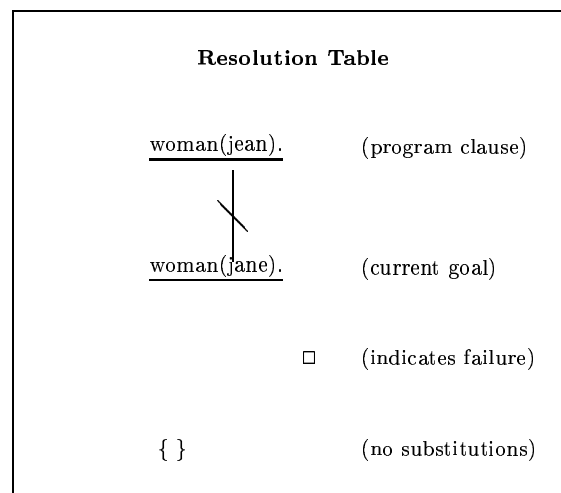 Resolution Table
woman(jean). (program clause)
woman(jane). (current goal)
□ (indicates failure)
{ } (no substitutions)